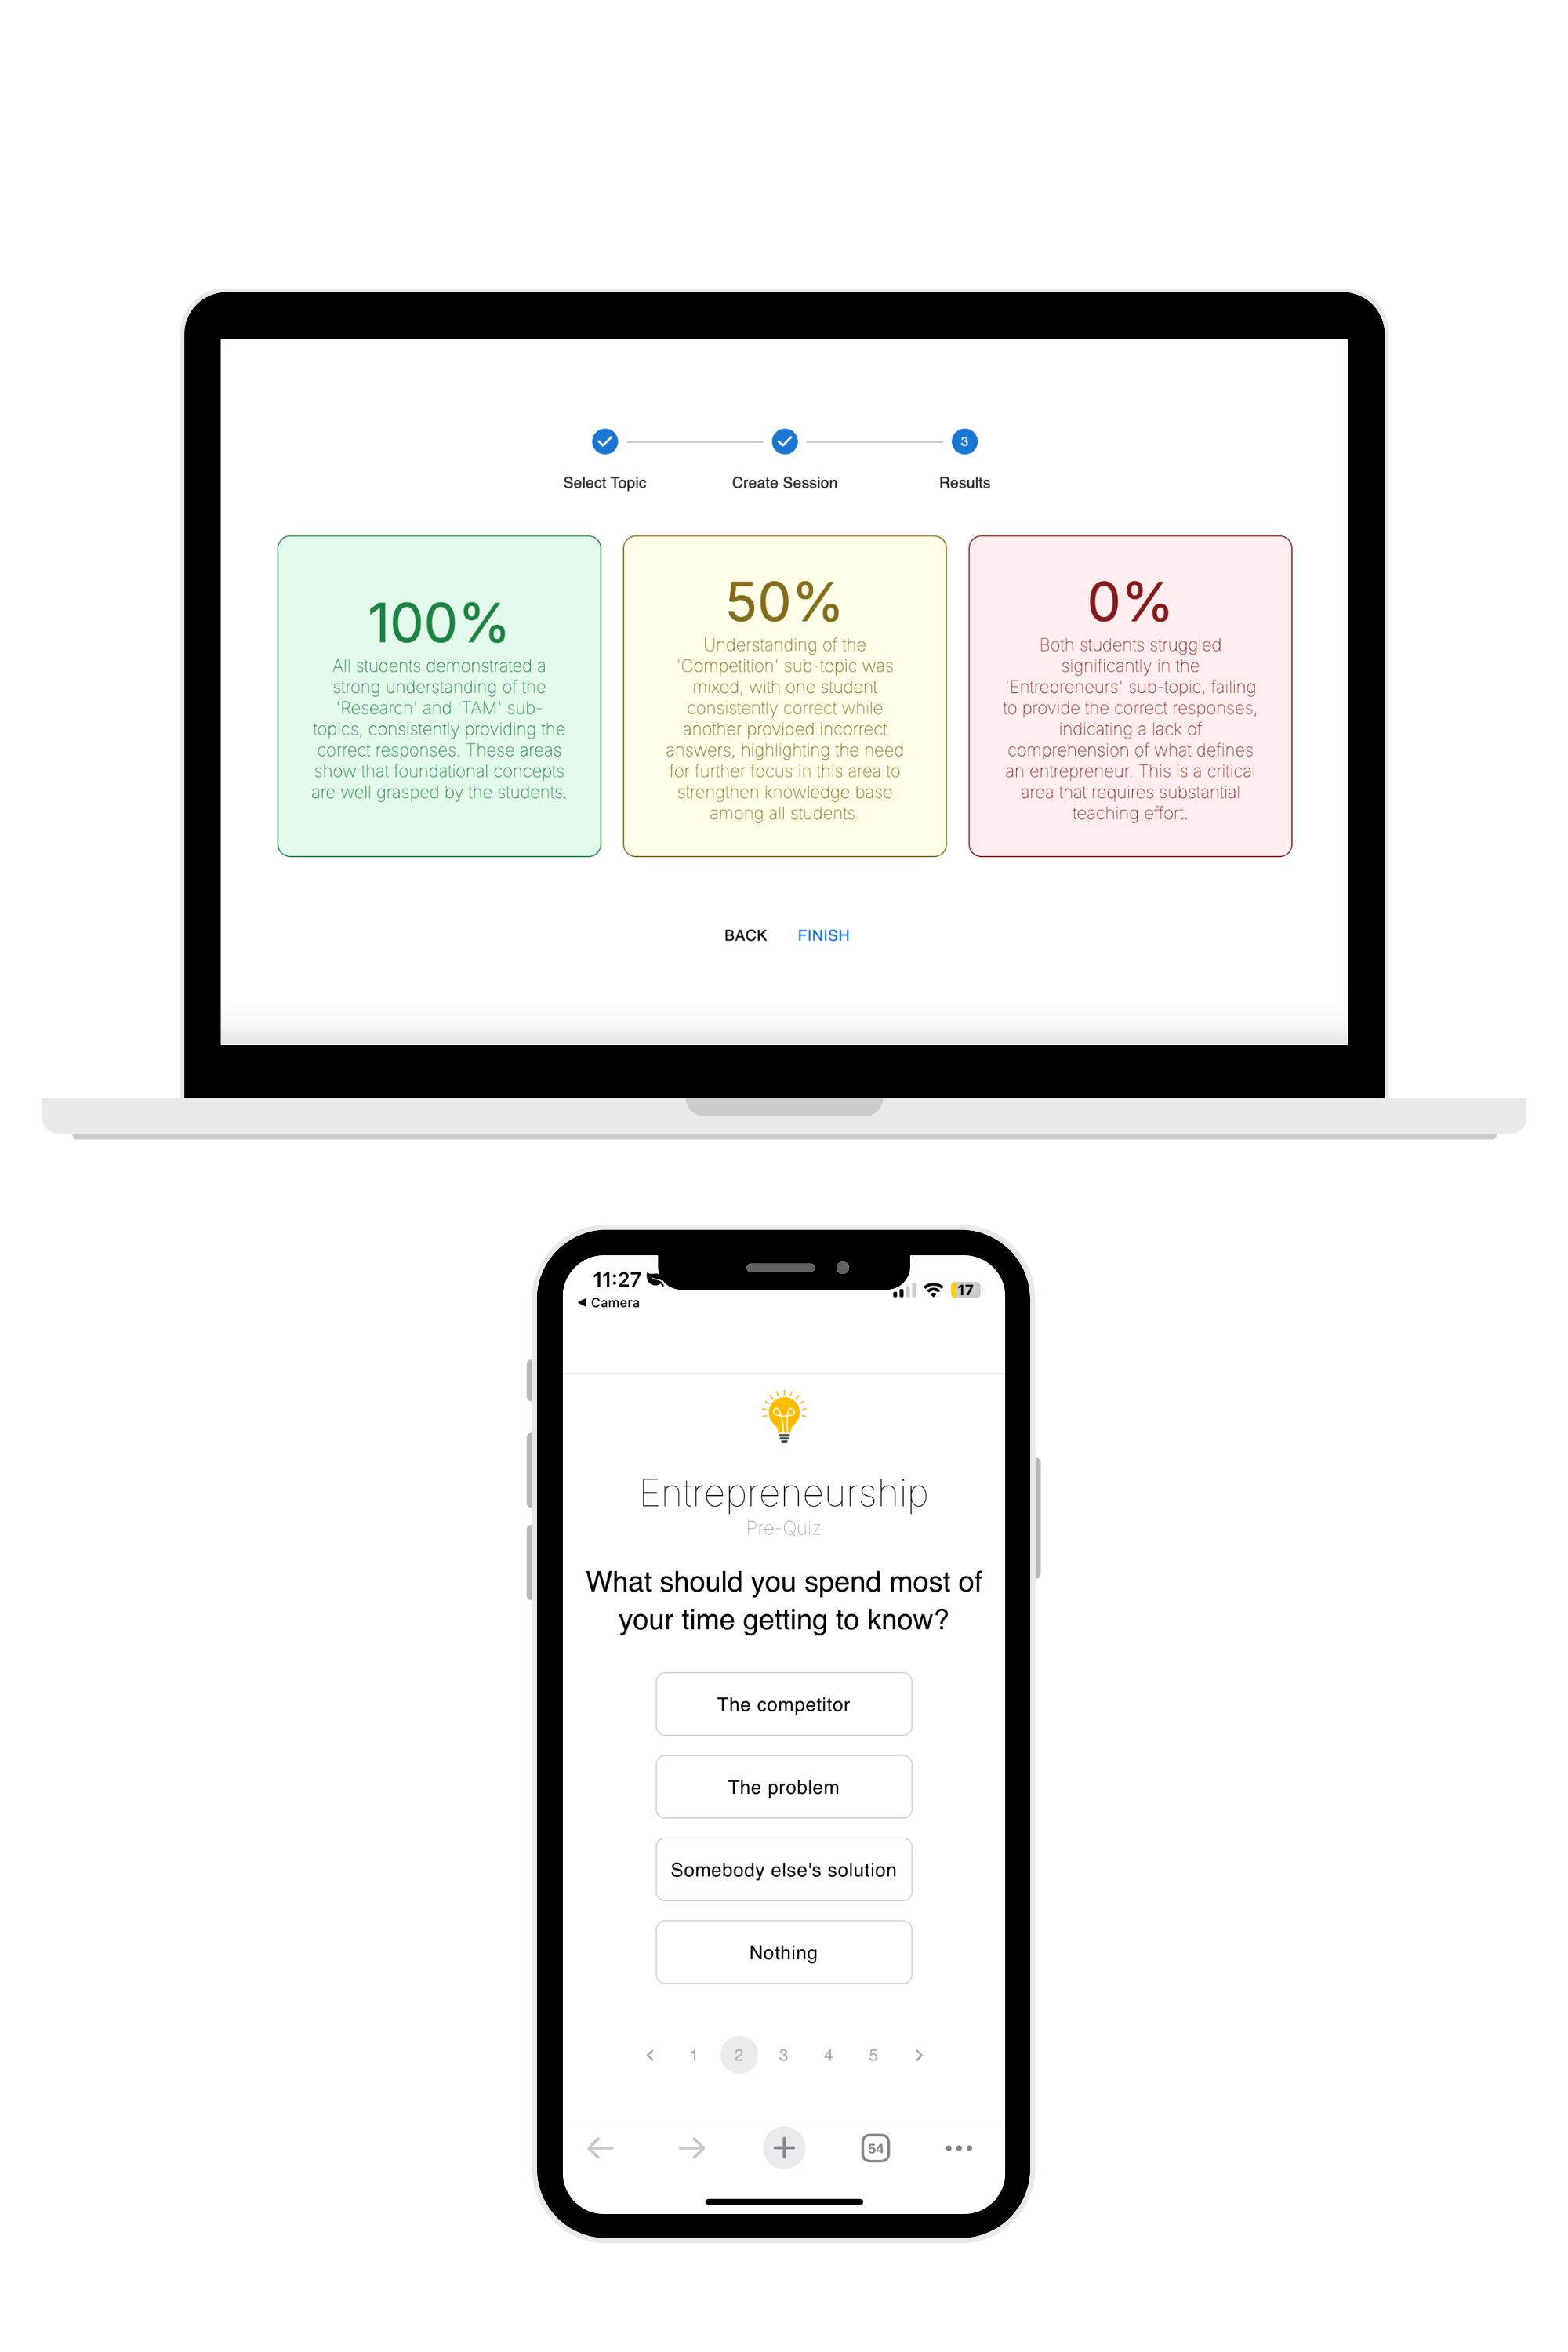 3
Select Topic
Create Session
Results
100%
All students demonstrated a
strong understanding of the
'Research' and 'TAM' sub-
topics, consistently providing the
correct responses. These areas
show that foundational concepts
are well grasped by the students.
50%
Understanding of the
'Competition' sub-topic was
mixed, with one student
consistently correct while
another provided incorrect
answers, highlighting the need
for further focus in this area to
strengthen knowledge base
among all students.
0%
Both students struggled
significantly in the
'Entrepreneurs' sub-topic, failing
to provide the correct responses,
indicating a lack of
comprehension of what defines
an entrepreneur. This is a critical
area that requires substantial
teaching effort.
BACK
FINISH
11:27
17
◀ Camera
Entrepreneurship
Pre-Quiz
What should you spend most of
your time getting to know?
The competitor
The problem
Somebody else's solution
Nothing
< 1 2 3 4 5 >
54